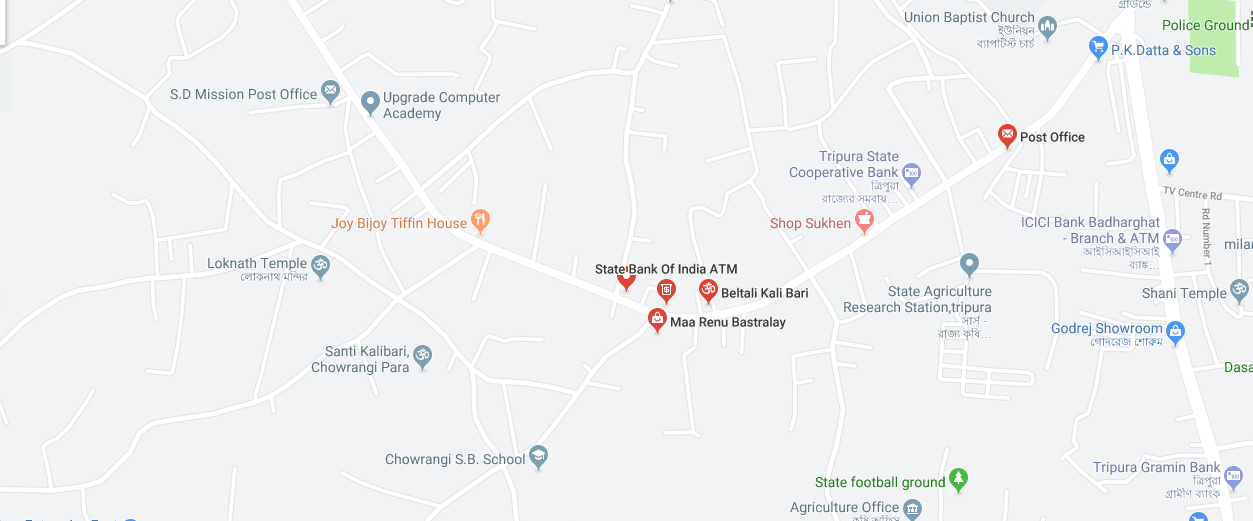 গ্রাউন্ডে
Union Baptist Church
ইউনিয়ন
ব্যাপটিস্ট চার্চ
Police Ground
P.K.Datta & Sons
S.D Mission Post Office
Upgrade Computer
Academy
Post Office
Tripura State
Cooperative Bank
ত্রিপুরা
রাজ্যের সমবায়...
TV Centre Rd
Rd Number 1
Joy Bijoy Tiffin House
Shop Sukhen
ICICI Bank Badharghat
- Branch & ATM
আইসিআইসিআই
ব্যাঙ্ক...
milan
Loknath Temple
লোকনাথ মন্দির
State Bank Of India ATM
Beltali Kali Bari
State Agriculture
Research Station,tripura
সার্স -
রাজ্য কৃষি...
Shani Temple
Maa Renu Bastralay
Godrej Showroom
গোদরেজ শোরুম
Santi Kalibari,
Chowrangi Para
Dasa
Chowrangi S.B. School
Tripura Gramin Bank
ত্রিপুরা
গ্রামীণ ব্যাংক
State football ground
Agriculture Office